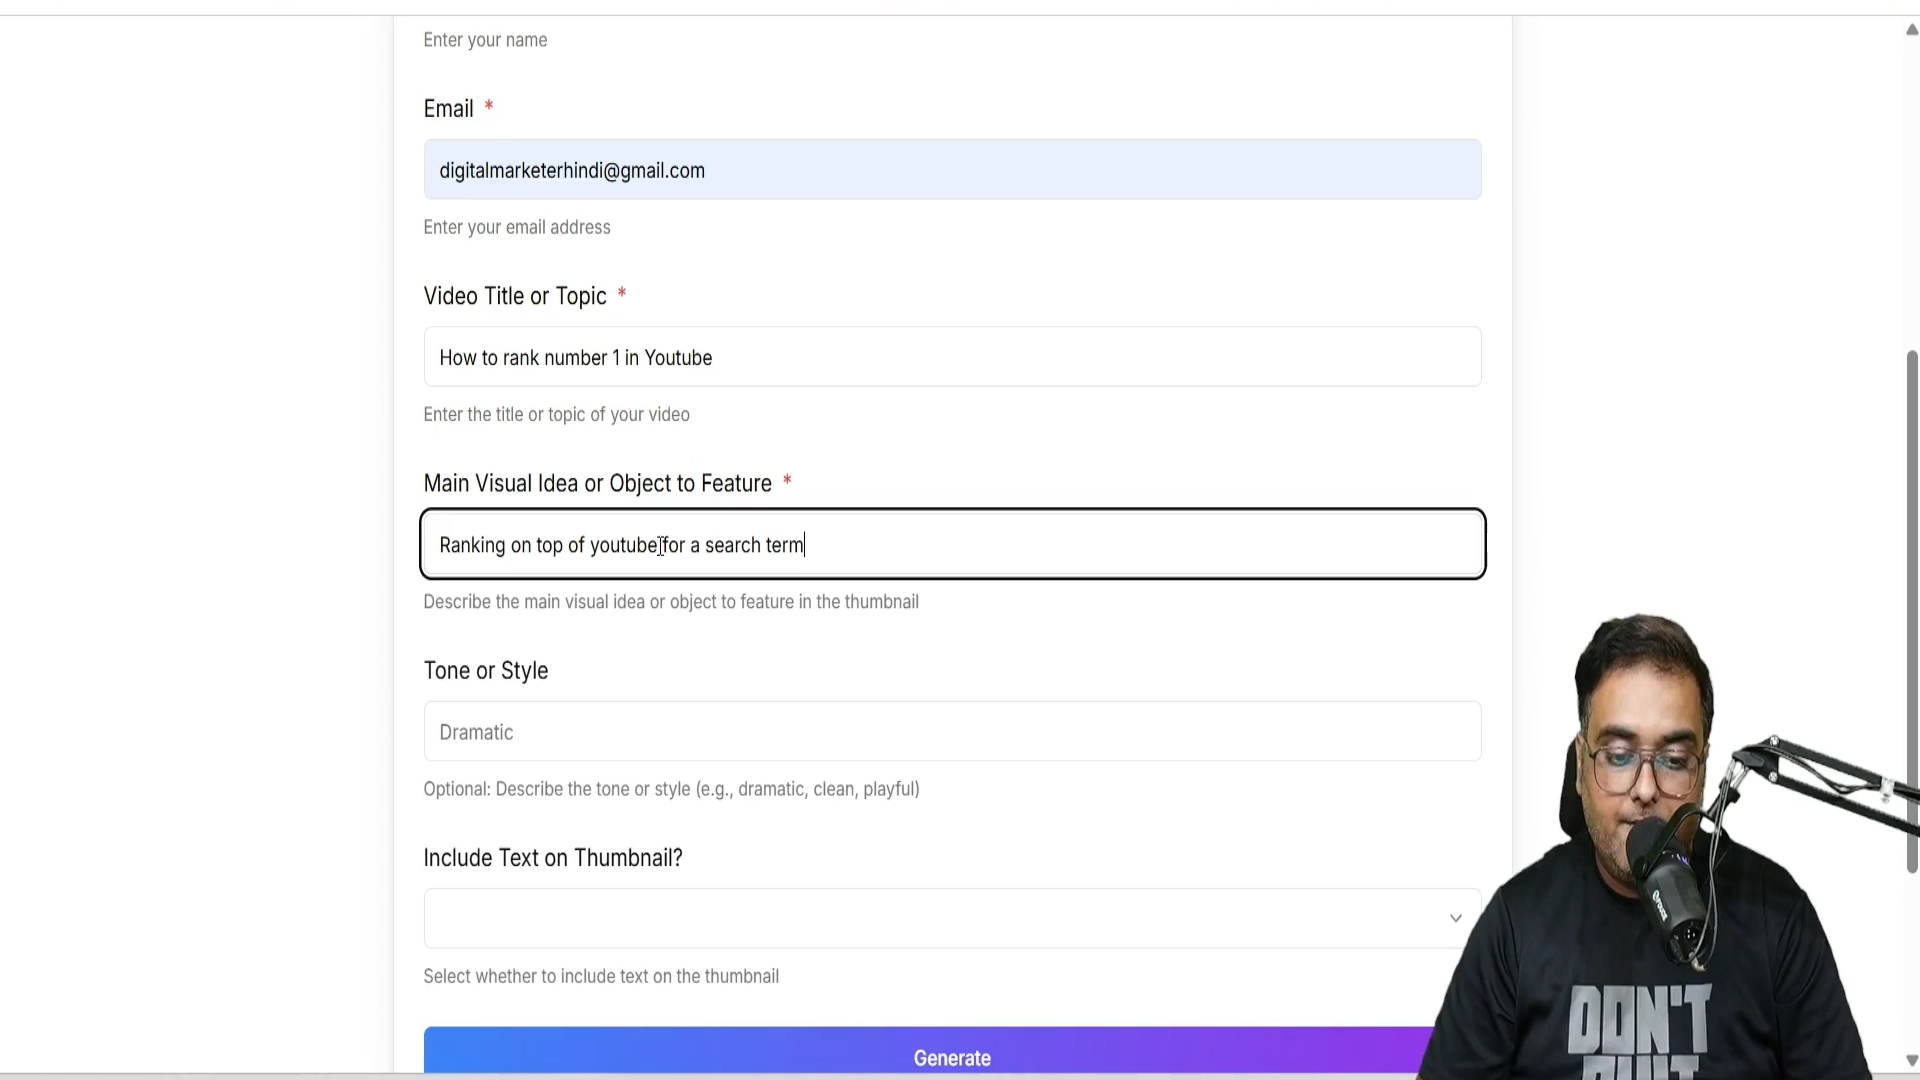 Enter your name
Email *
digitalmarketerhindi@gmail.com
Enter your email address
Video Title or Topic *
How to rank number 1 in Youtube
Enter the title or topic of your video
Main Visual Idea or Object to Feature *
Ranking on top of youtube for a search term
Describe the main visual idea or object to feature in the thumbnail
Tone or Style
Dramatic
Optional: Describe the tone or style (e.g., dramatic, clean, playful)
Include Text on Thumbnail?
Select whether to include text on the thumbnail
Generate
DON'T
QUIT